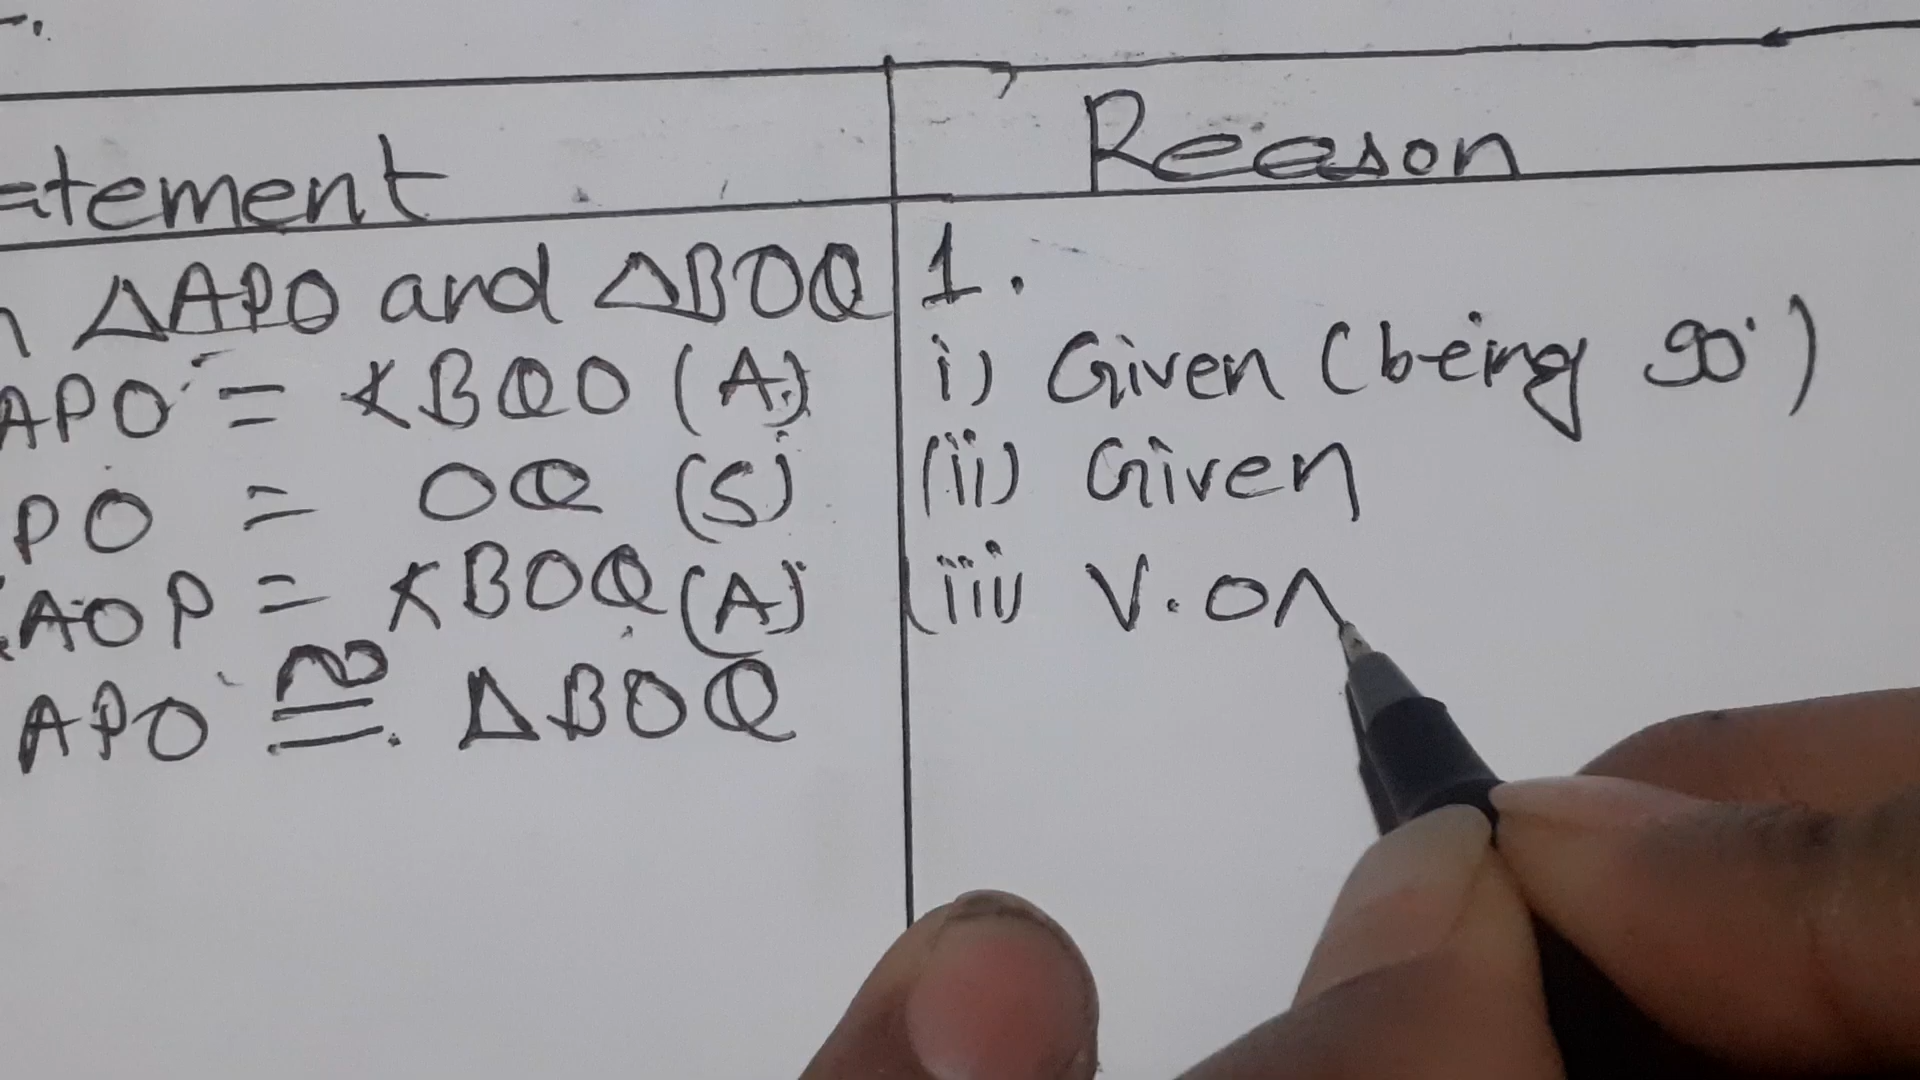 atement
Reason
n ΔAPO and ΔBOQ
1.
APO = ∠BQO (A)
i) Given (being 90°)
PO = OQ (S)
(ii) Given
∠AOP = ∠BOQ (A)
(iii) V.O
APO ≅ ΔBOQ